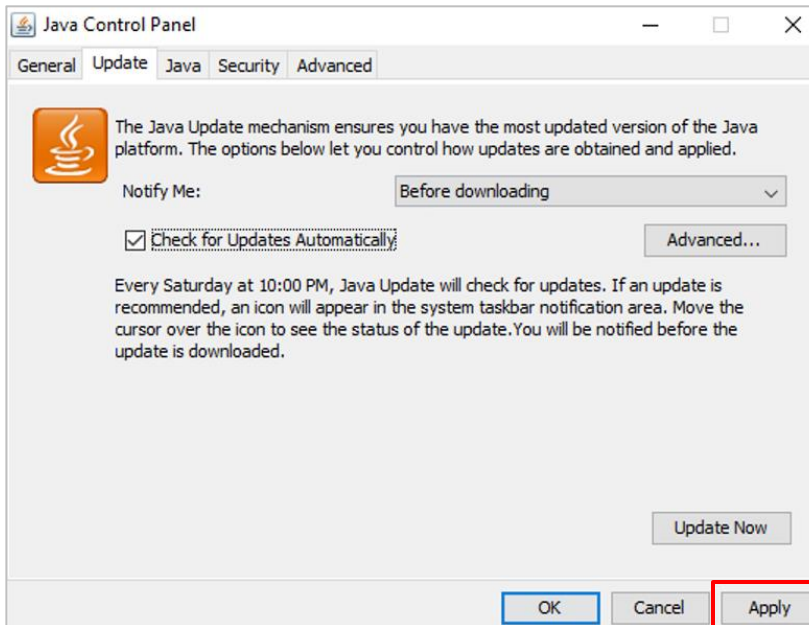 Java Control Panel
General Update Java Security Advanced
The Java Update mechanism ensures you have the most updated version of the Java
platform. The options below let you control how updates are obtained and applied.
Notify Me: Before downloading
Check for Updates Automatically Advanced...
Every Saturday at 10:00 PM, Java Update will check for updates. If an update is
recommended, an icon will appear in the system taskbar notification area. Move the
cursor over the icon to see the status of the update.You will be notified before the
update is downloaded.
Update Now
OK Cancel Apply